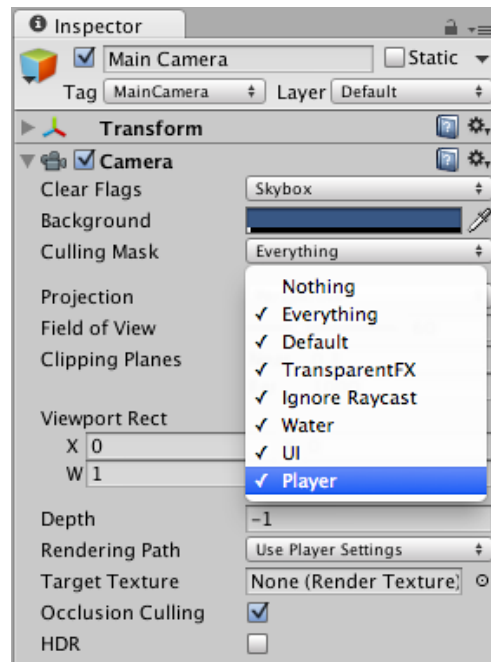 Inspector
Main Camera Static
Tag MainCamera Layer Default
Transform
Camera
Clear Flags Skybox
Background
Culling Mask Everything
Nothing
Projection
✓ Everything
Field of View
✓ Default
Clipping Planes
✓ TransparentFX
✓ Ignore Raycast
Viewport Rect
✓ Water
X 0
✓ UI
W 1
✓ Player
Depth -1
Rendering Path Use Player Settings
Target Texture None (Render Texture)
Occlusion Culling
HDR